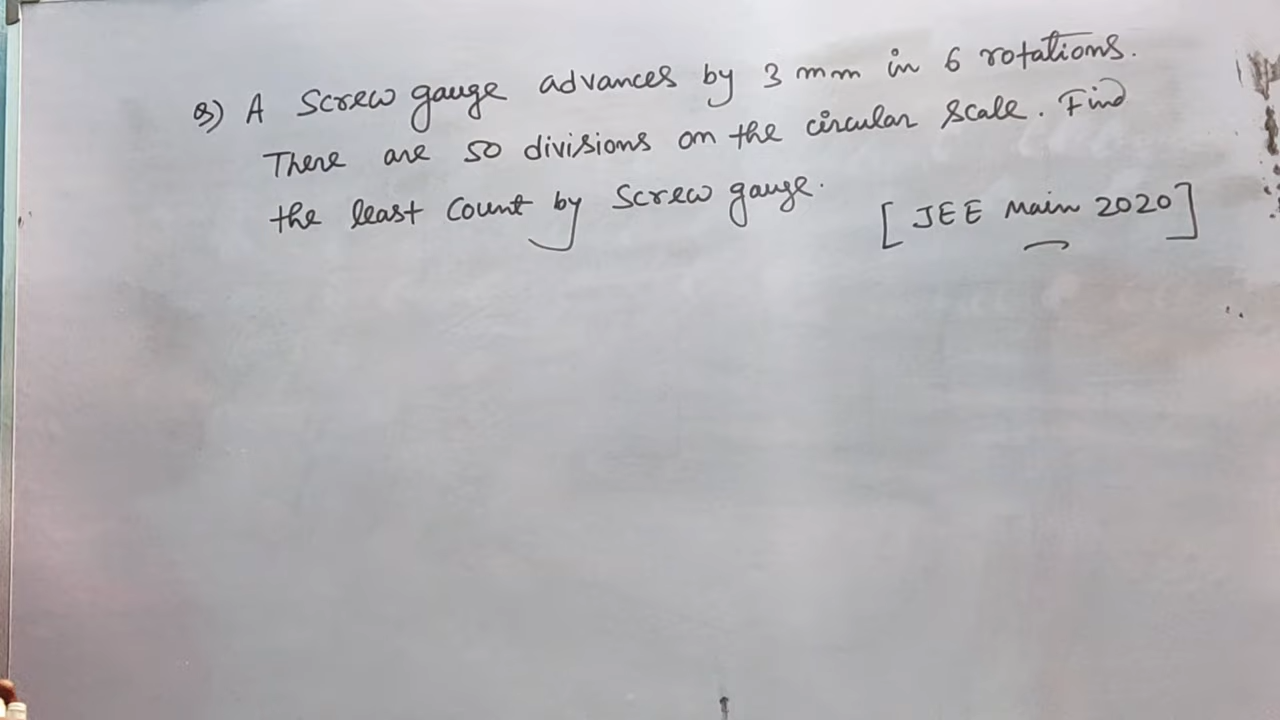 Q) A Screw gauge advances by 3 mm in 6 rotations.
There are 50 divisions on the circular scale. Find
the least count by screw gauge.
[JEE Main 2020]